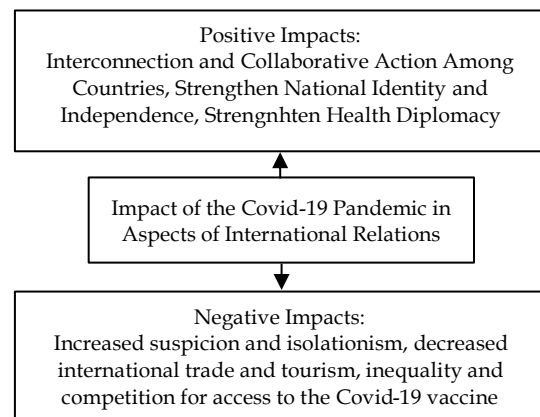 Positive Impacts:
Interconnection and Collaborative Action Among
Countries, Strengthen National Identity and
Independence, Strengnhten Health Diplomacy
Impact of the Covid-19 Pandemic in
Aspects of International Relations
Negative Impacts:
Increased suspicion and isolationism, decreased
international trade and tourism, inequality and
competition for access to the Covid-19 vaccine